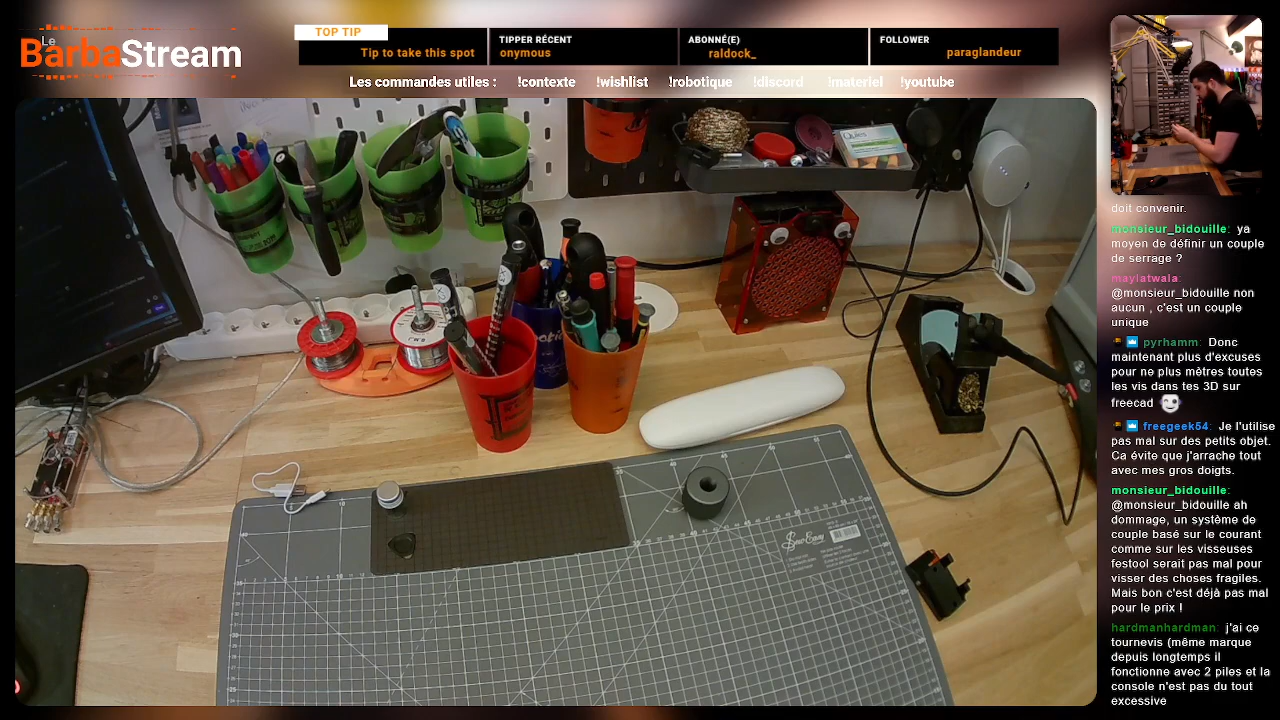 Le
BarbaStream
TOP TIP
Tip to take this spot
TIPPER RÉCENT
onymous
ABONNÉ(E)
raldock_
FOLLOWER
paraglandeur
Les commandes utiles : !contexte !wishlist !robotique !discord !materiel !youtube
doit convenir.
monsieur_bidouille: ya
moyen de définir un couple
de serrage ?
maylatwala:
@monsieur_bidouille non
aucun , c'est un couple
unique
pyrhamm: Donc
maintenant plus d'excuses
pour ne plus mètres toutes
les vis dans tes 3D sur
freecad
freegeek54: Je l'utilise
pas mal sur des petits objet.
Ca évite que j'arrache tout
avec mes gros doigts.
monsieur_bidouille:
@monsieur_bidouille ah
dommage, un système de
couple basé sur le courant
comme sur les visseuses
festool serait pas mal pour
visser des choses fragiles.
Mais bon c'est déjà pas mal
pour le prix !
hardmanhardman: j'ai ce
tournevis (même marque
depuis longtemps il
fonctionne avec 2 piles et la
console n'est pas du tout
excessive
Quies
SewEasy